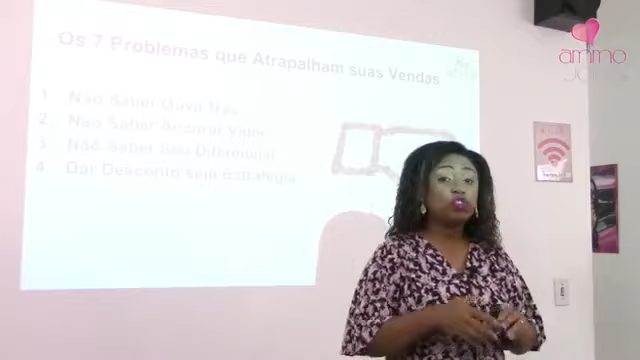 Os 7 Problemas que Atrapalham suas Vendas
1 Não Saber Ouvir Não
2. Não Saber Agregar Valor
3. Não Saber Seu Diferencial
4. Dar Desconto sem Estratégia
ammo